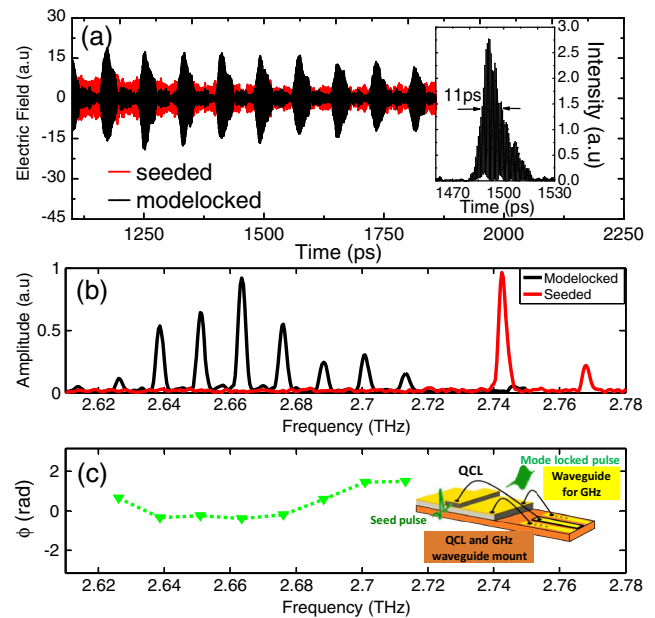 (a)
Electric Field (a.u)
30
15
0
-15
-30
-45
1250
1500
1750
2000
2250
Time (ps)
seeded
modelocked
11ps
Intensity (a.u)
3.0
2.5
2.0
1.5
1.0
0.5
0.0
1470
1500
1530
Time (ps)
(b)
Modelocked
Seeded
Amplitude (a.u)
1
0.5
0
2.62
2.64
2.66
2.68
2.7
2.72
2.74
2.76
2.78
Frequency (THz)
(c)
ϕ (rad)
2
0
-2
QCL
Mode locked pulse
Waveguide
for GHz
Seed pulse
QCL and GHz
waveguide mount
2.62
2.64
2.66
2.68
2.7
2.72
2.74
2.76
2.78
Frequency (THz)